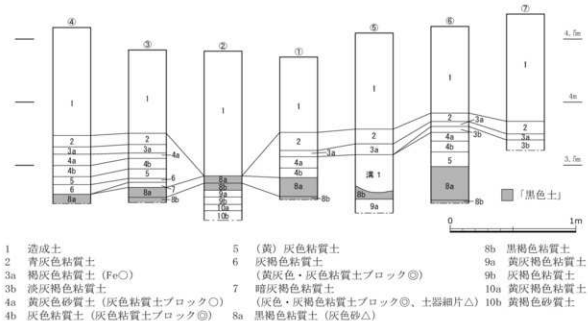 ④
③
②
①
⑤
⑥
⑦
4.5m
4m
3.5m
1
2
3a
4a
4b
5
6
8a
1
2
3a
4a
4b
5
6
7
8a
8b
1
8a
8b
9a
9b
10a
10b
1
2
3a
4a
4b
8a
8b
1
2
3a
溝1
8b
9a
1
2
3a
3b
4a
4b
5
8a
8b
1
2
3a
3b
「黒色土」
0
1m
1 造成土
2 青灰色粘質土
3a 褐灰色粘質土 (Fe○)
3b 淡灰褐色粘質土
4a 黄灰色砂質土 (灰色粘質土ブロック○)
4b 灰色粘質土 (灰色粘質土ブロック◎)
5 (黄) 灰色粘質土
6 灰褐色粘質土
(黄灰色・灰色粘質土ブロック◎)
7 暗灰褐色粘質土
(灰色・灰褐色粘質土ブロック◎、土器細片△)
8a 黒褐色粘質土 (灰色砂△)
8b 黒褐色粘質土
9a 黄灰褐色粘質土
9b 灰褐色粘質土
10a 黄灰褐色粘質土
10b 黄褐色砂質土